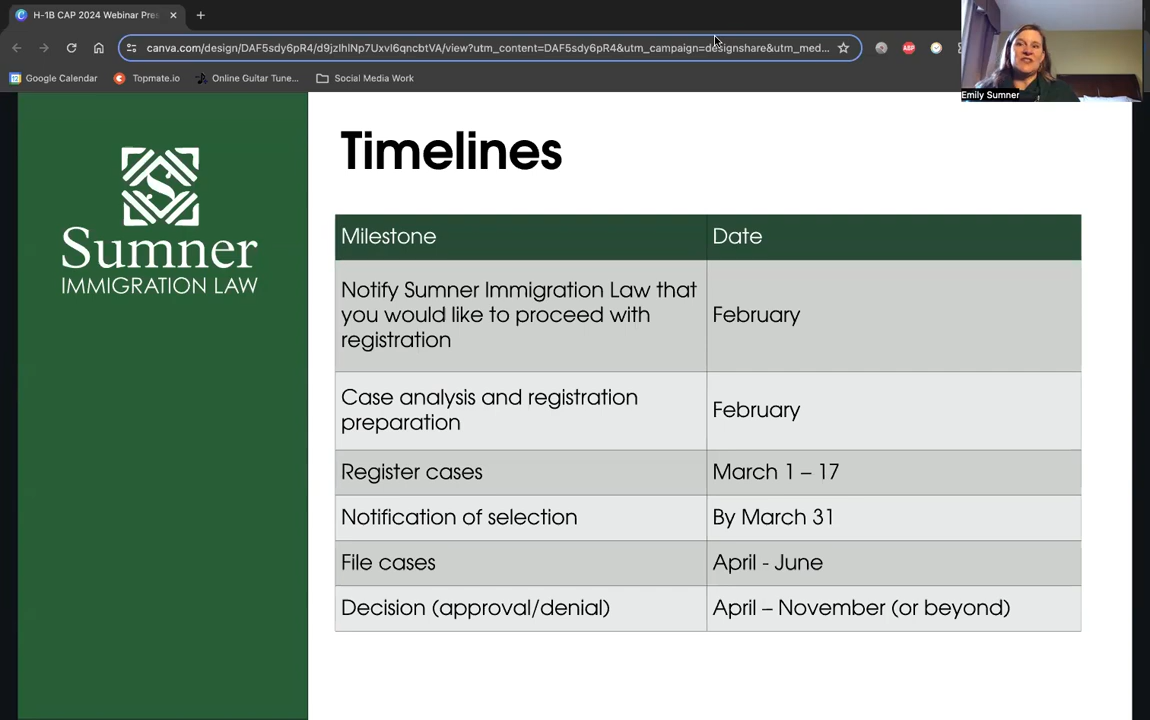 H-1B CAP 2024 Webinar Pres
canva.com/design/DAF5sdy6pR4/d9jzIhlNp7UxvI6qncbtVA/view?utm_content=DAF5sdy6pR4&utm_campaign=designshare&utm_med...
ABP
Google Calendar
Topmate.io
Online Guitar Tune...
Social Media Work
Emily Sumner
Sumner
IMMIGRATION LAW
Timelines
Milestone
Date
Notify Sumner Immigration Law that
you would like to proceed with
registration
February
Case analysis and registration
preparation
February
Register cases
March 1 – 17
Notification of selection
By March 31
File cases
April - June
Decision (approval/denial)
April – November (or beyond)